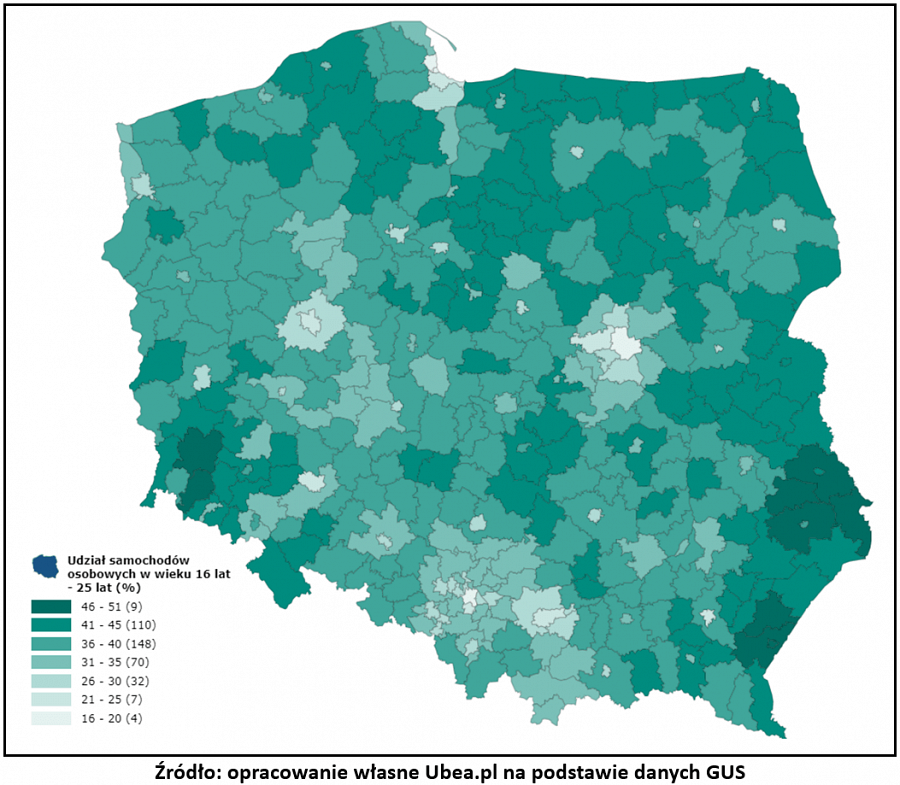 Udział samochodów
osobowych w wieku 16 lat
- 25 lat (%)
46 - 51 (9)
41 - 45 (110)
36 - 40 (148)
31 - 35 (70)
26 - 30 (32)
21 - 25 (7)
16 - 20 (4)
Źródło: opracowanie własne Ubea.pl na podstawie danych GUS